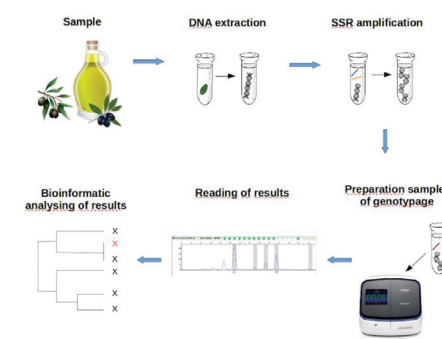 Sample
DNA extraction
SSR amplification
Preparation sample
of genotypage
Reading of results
Bioinformatic
analysing of results
X
X
X
X
X
X